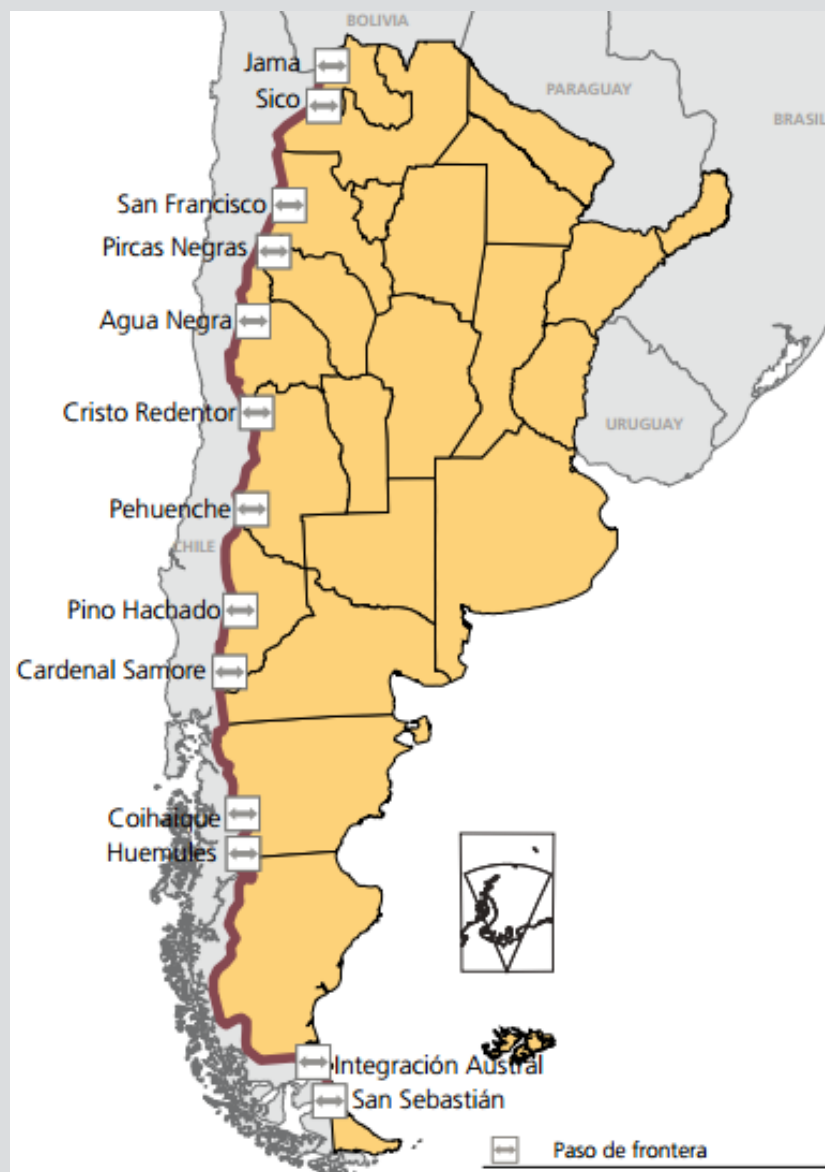 BOLIVIA
Jama
PARAGUAY
Sico
BRASIL
San Francisco
Pircas Negras
Agua Negra
Cristo Redentor
URUGUAY
Pehuenche
CHILE
Pino Hachado
Cardenal Samore
Coihaique
Huemules
Integración Austral
San Sebastián
Paso de frontera